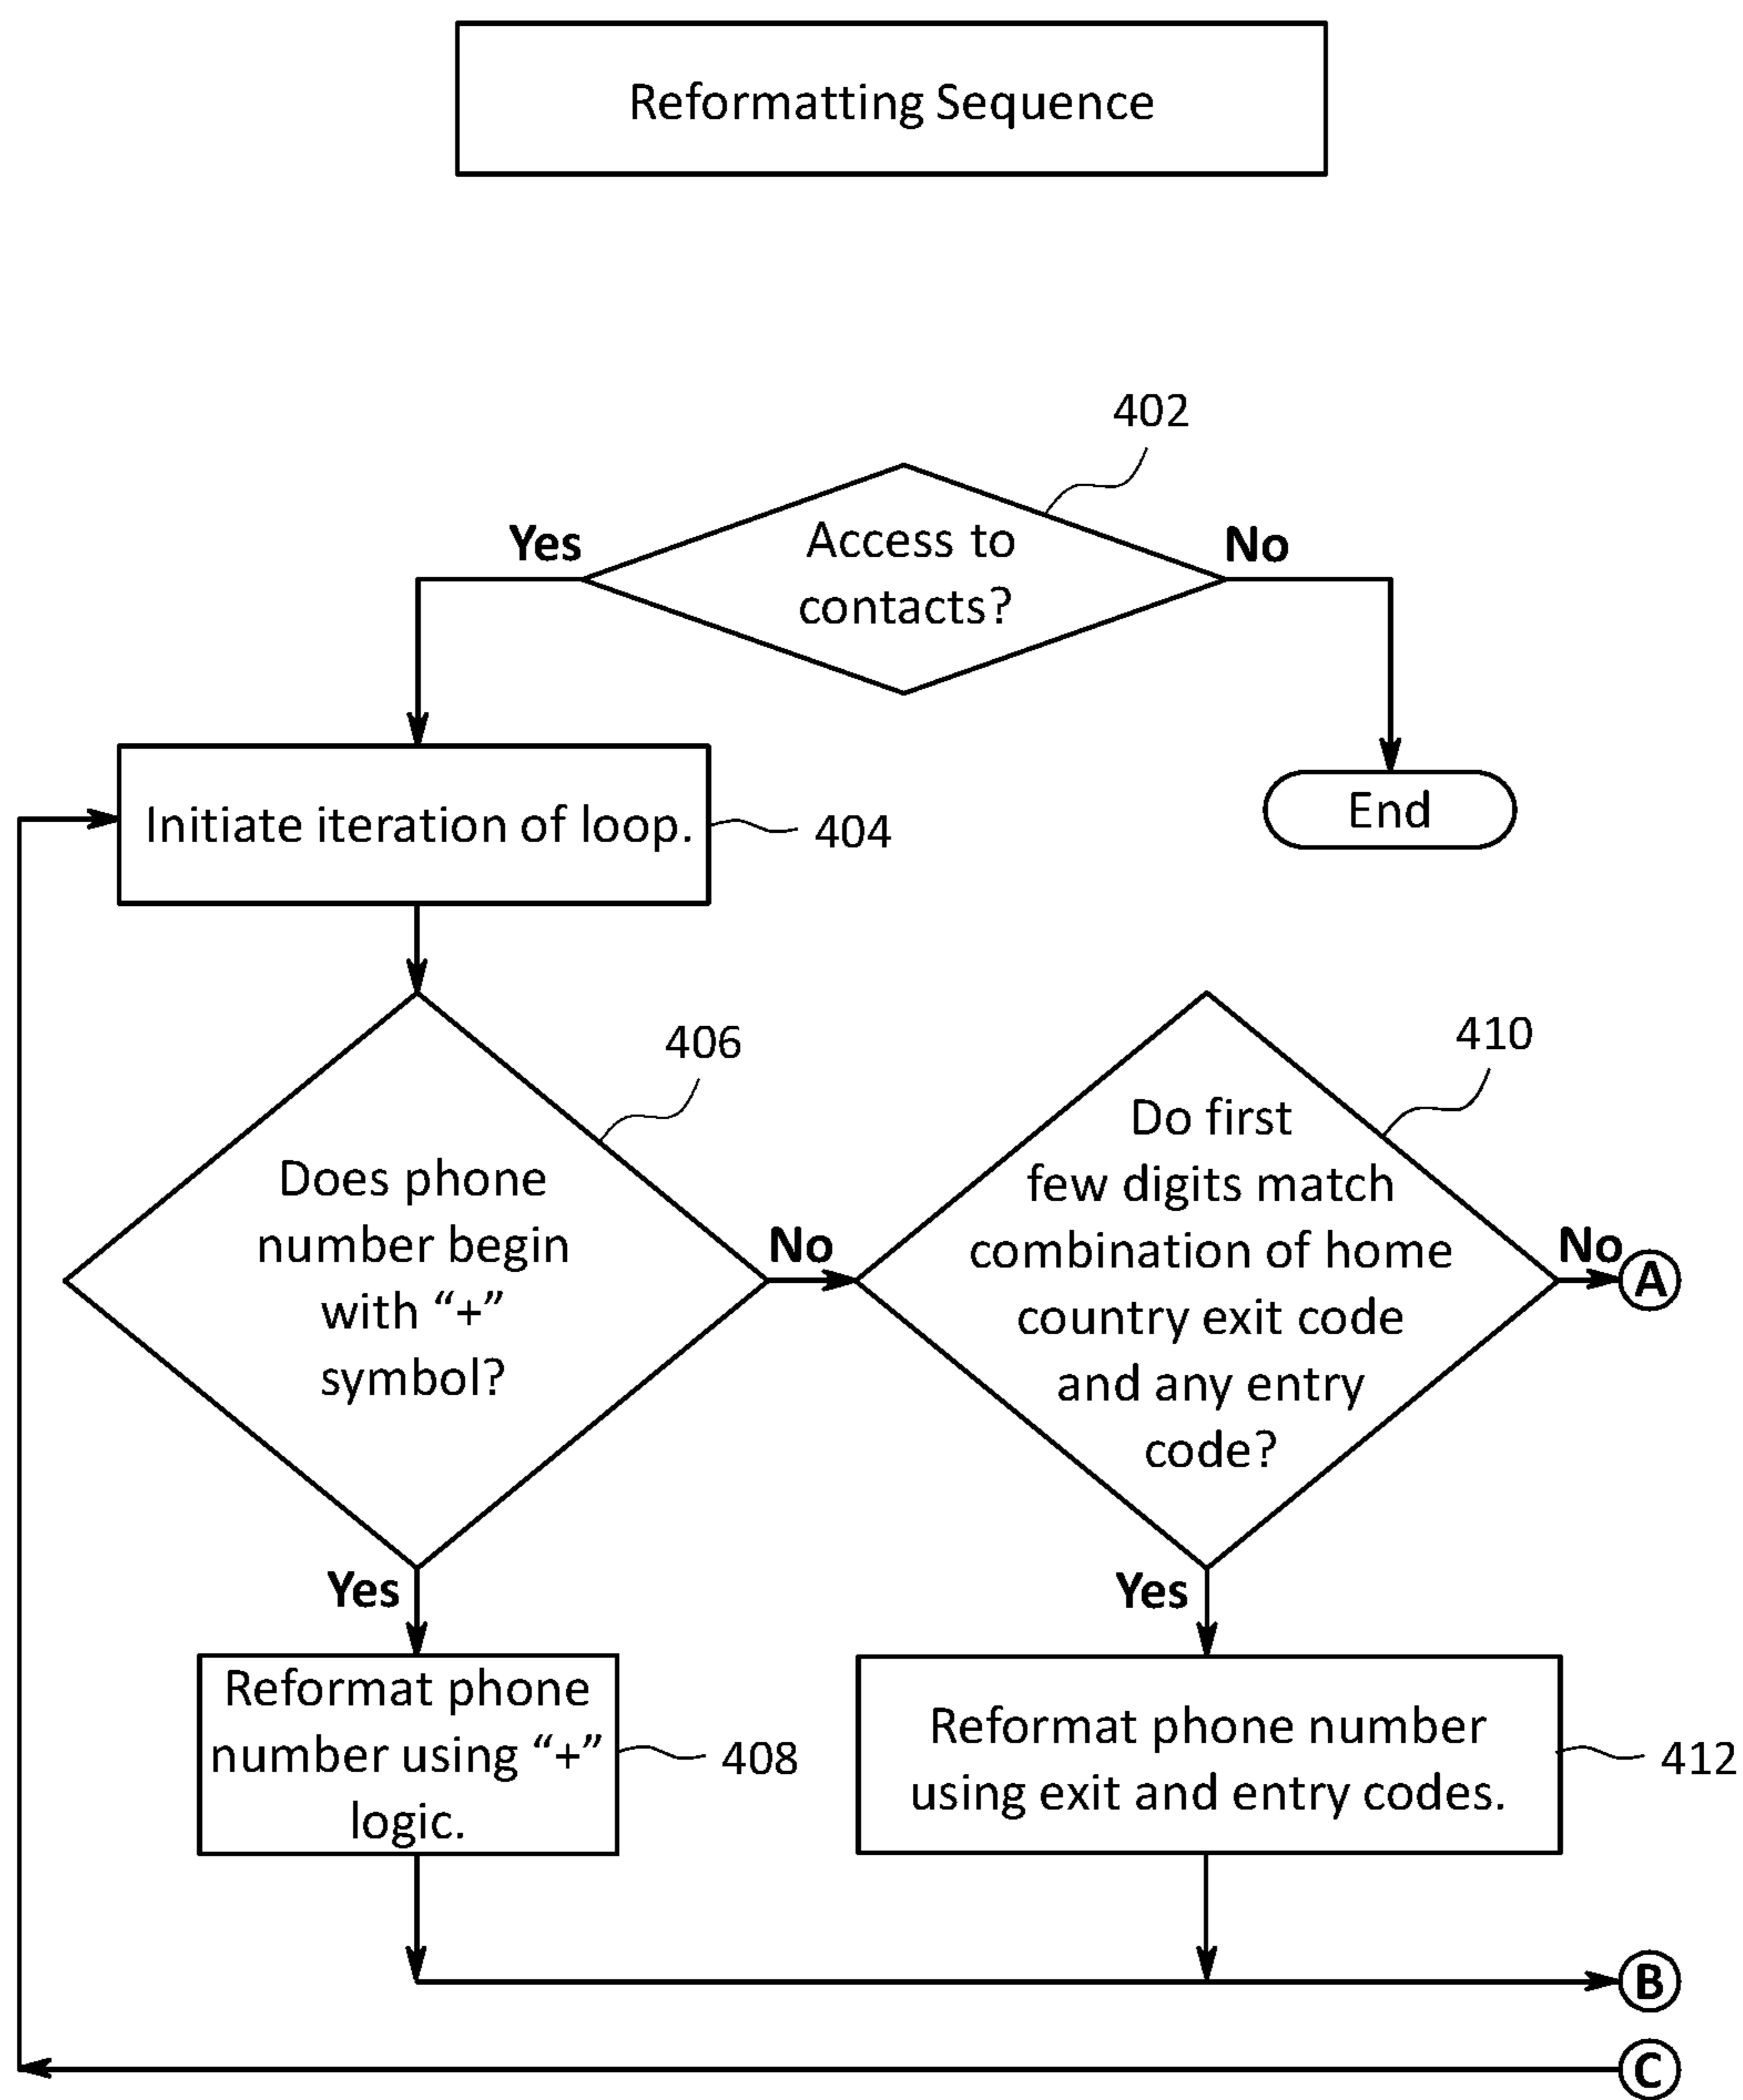 Reformatting Sequence
402
Yes
Access to
contacts?
No
Initiate iteration of loop.
404
End
406
Does phone
number begin
with “+”
symbol?
No
410
Do first
few digits match
combination of home
country exit code
and any entry
code?
No
A
Yes
Reformat phone
number using “+”
logic.
408
Yes
Reformat phone number
using exit and entry codes.
412
B
C